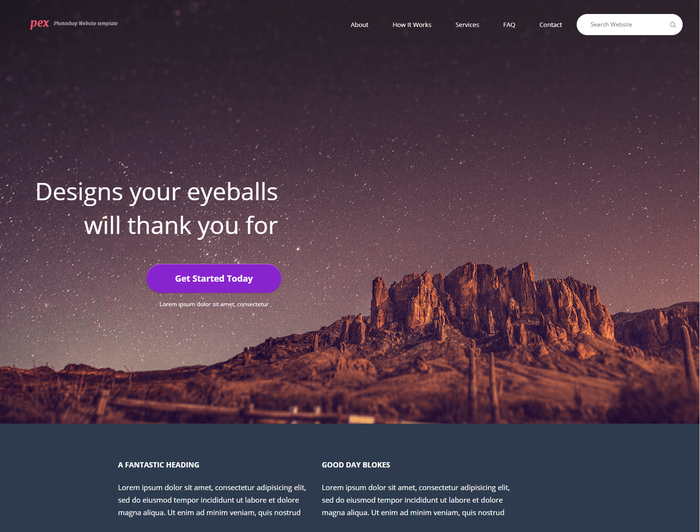 pex Photoshop Website template
About How It Works Services FAQ Contact Search Website
Designs your eyeballs
will thank you for
Get Started Today
Lorem ipsum dolor sit amet, consectetur
A FANTASTIC HEADING
Lorem ipsum dolor sit amet, consectetur adipisicing elit,
sed do eiusmod tempor incididunt ut labore et dolore
magna aliqua. Ut enim ad minim veniam, quis nostrud
GOOD DAY BLOKES
Lorem ipsum dolor sit amet, consectetur adipisicing elit,
sed do eiusmod tempor incididunt ut labore et dolore
magna aliqua. Ut enim ad minim veniam, quis nostrud